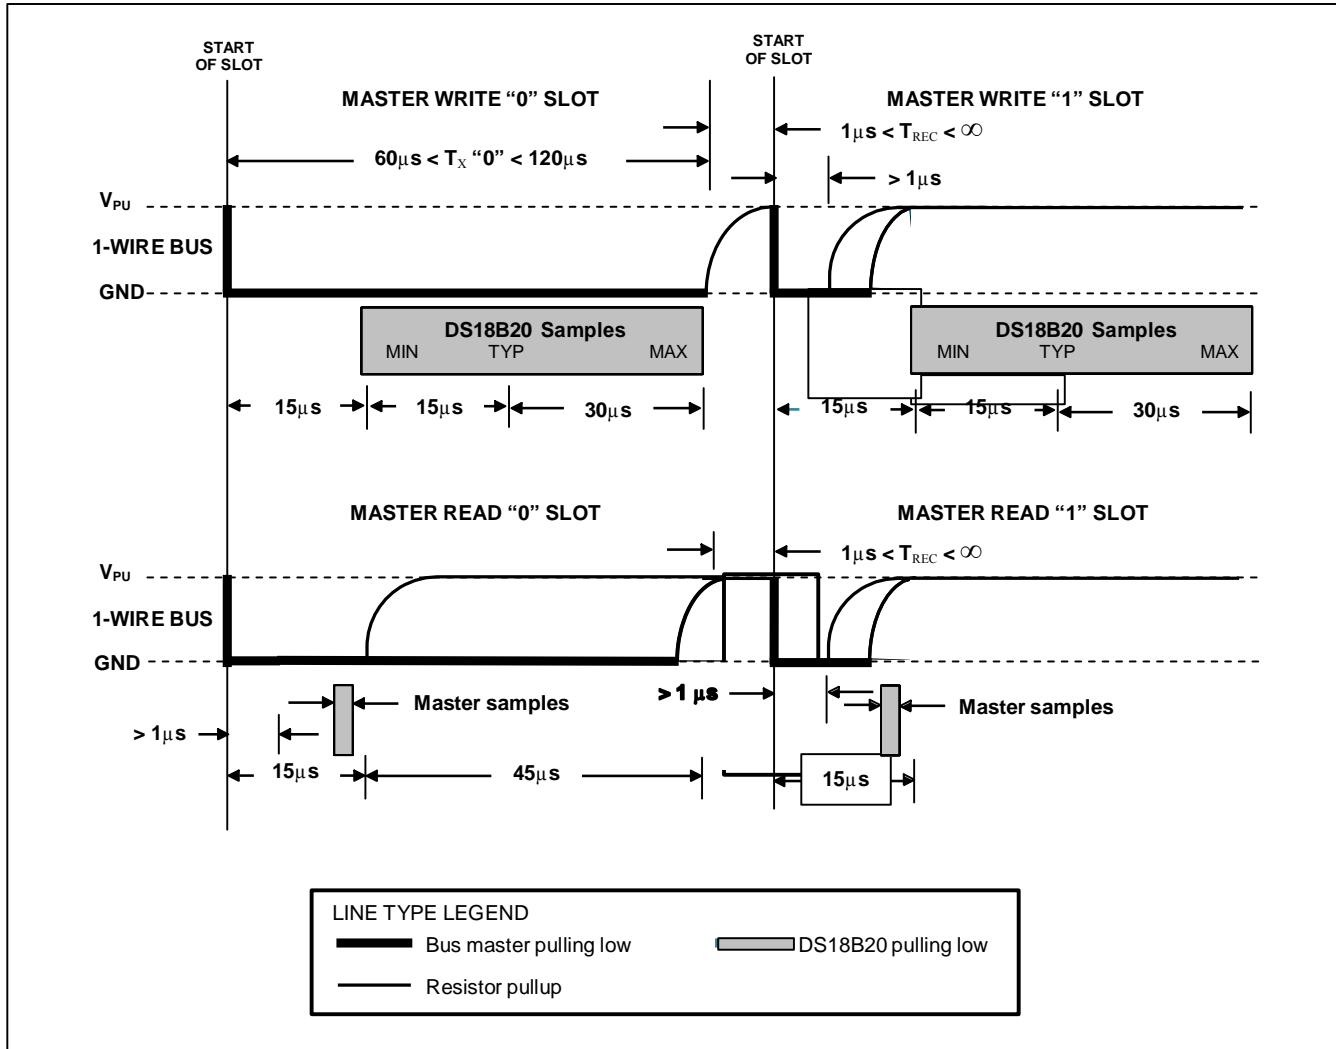 START
OF SLOT
START
OF SLOT
MASTER WRITE “0” SLOT
MASTER WRITE “1” SLOT
1μs < TREC < ∞
60μs < TX “0” < 120μs
> 1μs
VPU
1-WIRE BUS
GND
DS18B20 Samples
MIN TYP MAX
DS18B20 Samples
MIN TYP MAX
15μs 15μs 30μs
15μs 15μs 30μs
MASTER READ “0” SLOT
MASTER READ “1” SLOT
1μs < TREC < ∞
VPU
1-WIRE BUS
GND
> 1 μs
Master samples
Master samples
> 1μs
15μs 45μs
15μs
LINE TYPE LEGEND
Bus master pulling low
DS18B20 pulling low
Resistor pullup